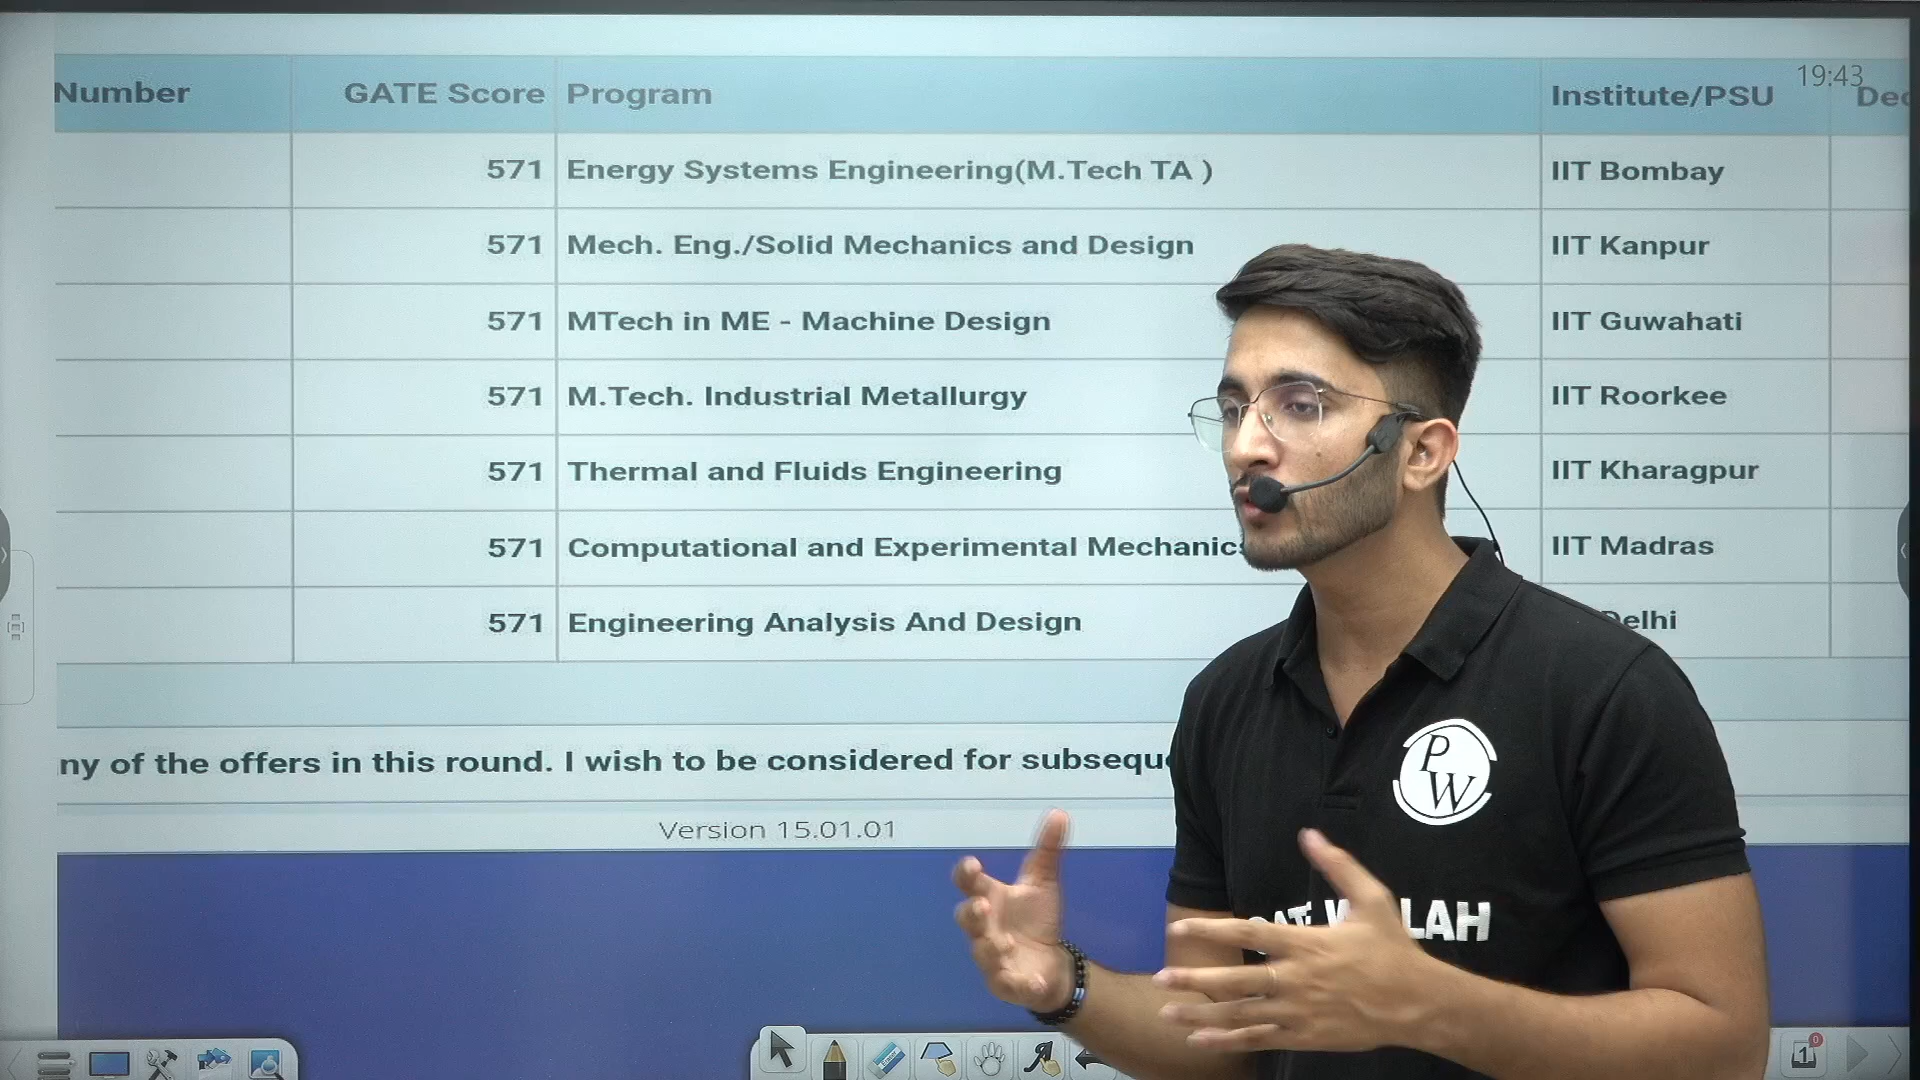 Number GATE Score Program Institute/PSU 19:43 Dec
571 Energy Systems Engineering(M.Tech TA ) IIT Bombay
571 Mech. Eng./Solid Mechanics and Design IIT Kanpur
571 MTech in ME - Machine Design IIT Guwahati
571 M.Tech. Industrial Metallurgy IIT Roorkee
571 Thermal and Fluids Engineering IIT Kharagpur
571 Computational and Experimental Mechanics IIT Madras
571 Engineering Analysis And Design Delhi
ny of the offers in this round. I wish to be considered for subseque
Version 15.01.01
PW
LAH
1
0